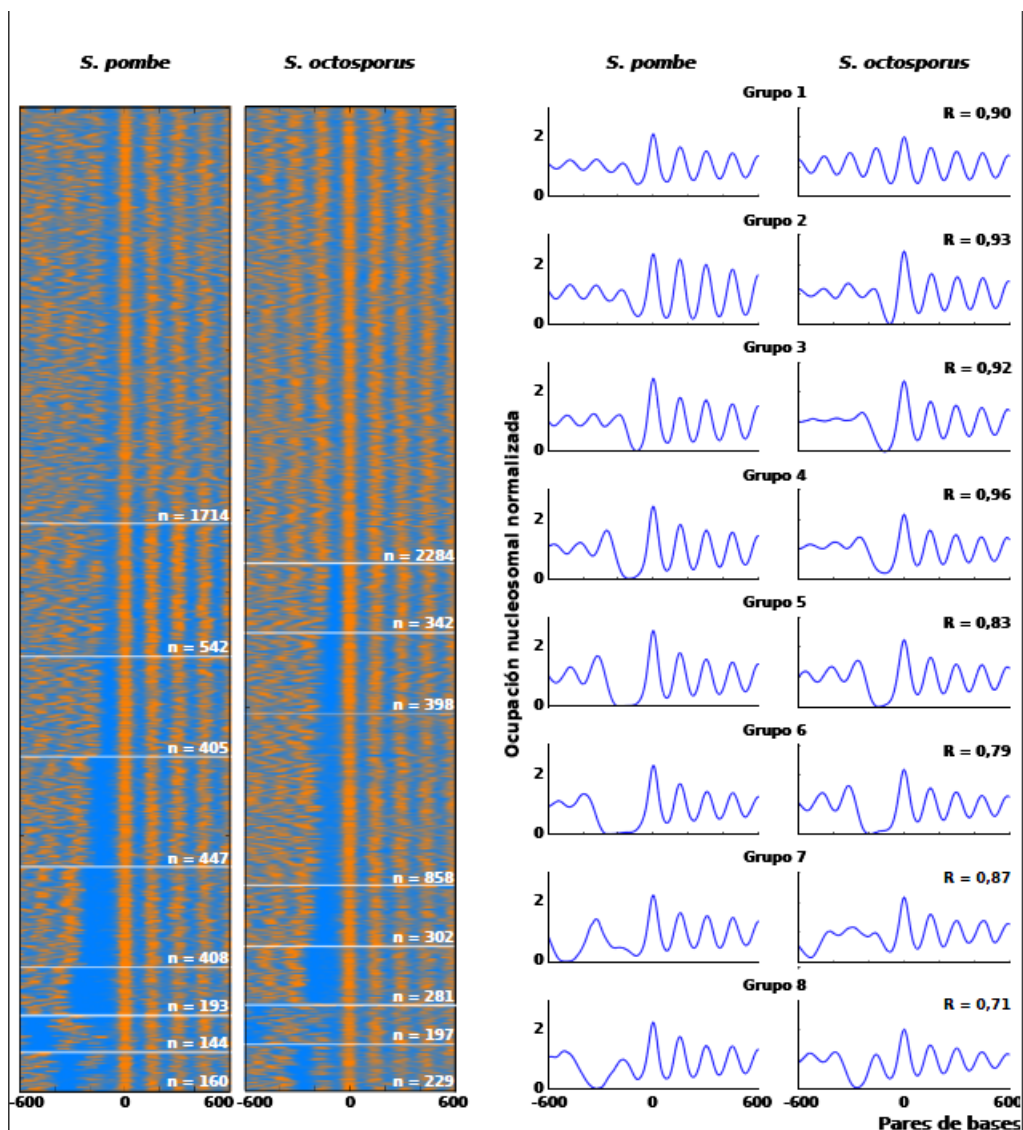 S. pombe
S. octosporus
n = 1714
n = 542
n = 405
n = 447
n = 408
n = 193
n = 144
n = 160
-600
0
600
n = 2284
n = 342
n = 398
n = 858
n = 302
n = 281
n = 197
n = 229
-600
0
600
S. pombe
S. octosporus
Ocupación nucleosomal normalizada
Grupo 1
R = 0,90
2
0
Grupo 2
R = 0,93
2
0
Grupo 3
R = 0,92
2
0
Grupo 4
R = 0,96
2
0
Grupo 5
R = 0,83
2
0
Grupo 6
R = 0,79
2
0
Grupo 7
R = 0,87
2
0
Grupo 8
R = 0,71
2
0
-600
0
600
-600
0
600
Pares de bases